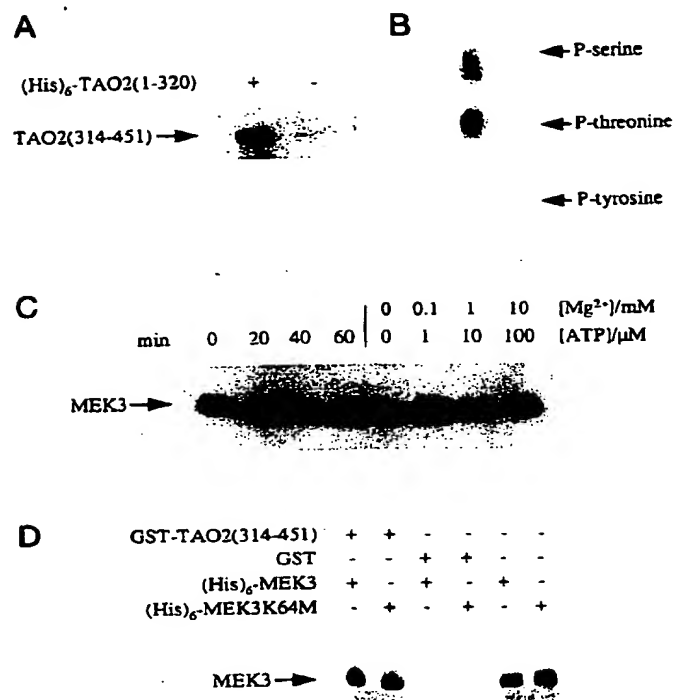 A
(His)6-TAO2(1-320) + -
TAO2(314-451)
B
P-serine
P-threonine
P-tyrosine
C
0 0.1 1 10 [Mg2+]/mM
min 0 20 40 60 0 1 10 100 [ATP]/µM
MEK3
D
GST-TAO2(314-451) + + - - - -
GST - - + + - -
(His)6-MEK3 + - + - + -
(His)6-MEK3K64M - + - + - +
MEK3